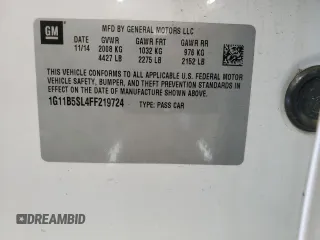 GM
MFD BY GENERAL MOTORS LLC
DATE GVWR GAWR FRT GAWR RR
11/14 2008 KG 1032 KG 976 KG
4427 LB 2275 LB 2152 LB
THIS VEHICLE CONFORMS TO ALL APPLICABLE U.S. FEDERAL MOTOR
VEHICLE SAFETY, BUMPER, AND THEFT PREVENTION STANDARDS IN
EFFECT ON THE DATE OF MANUFACTURE SHOWN ABOVE.
1G11B5SL4FF219724 TYPE: PASS CAR
DREAMBID